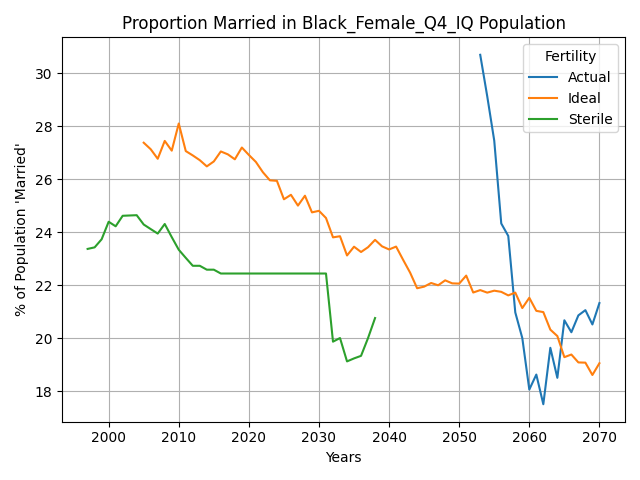 Proportion Married in Black_Female_Q4_IQ Population
Fertility
Actual
Ideal
Sterile
% of Population 'Married'
30
28
26
24
22
20
18
2000 2010 2020 2030 2040 2050 2060 2070
Years